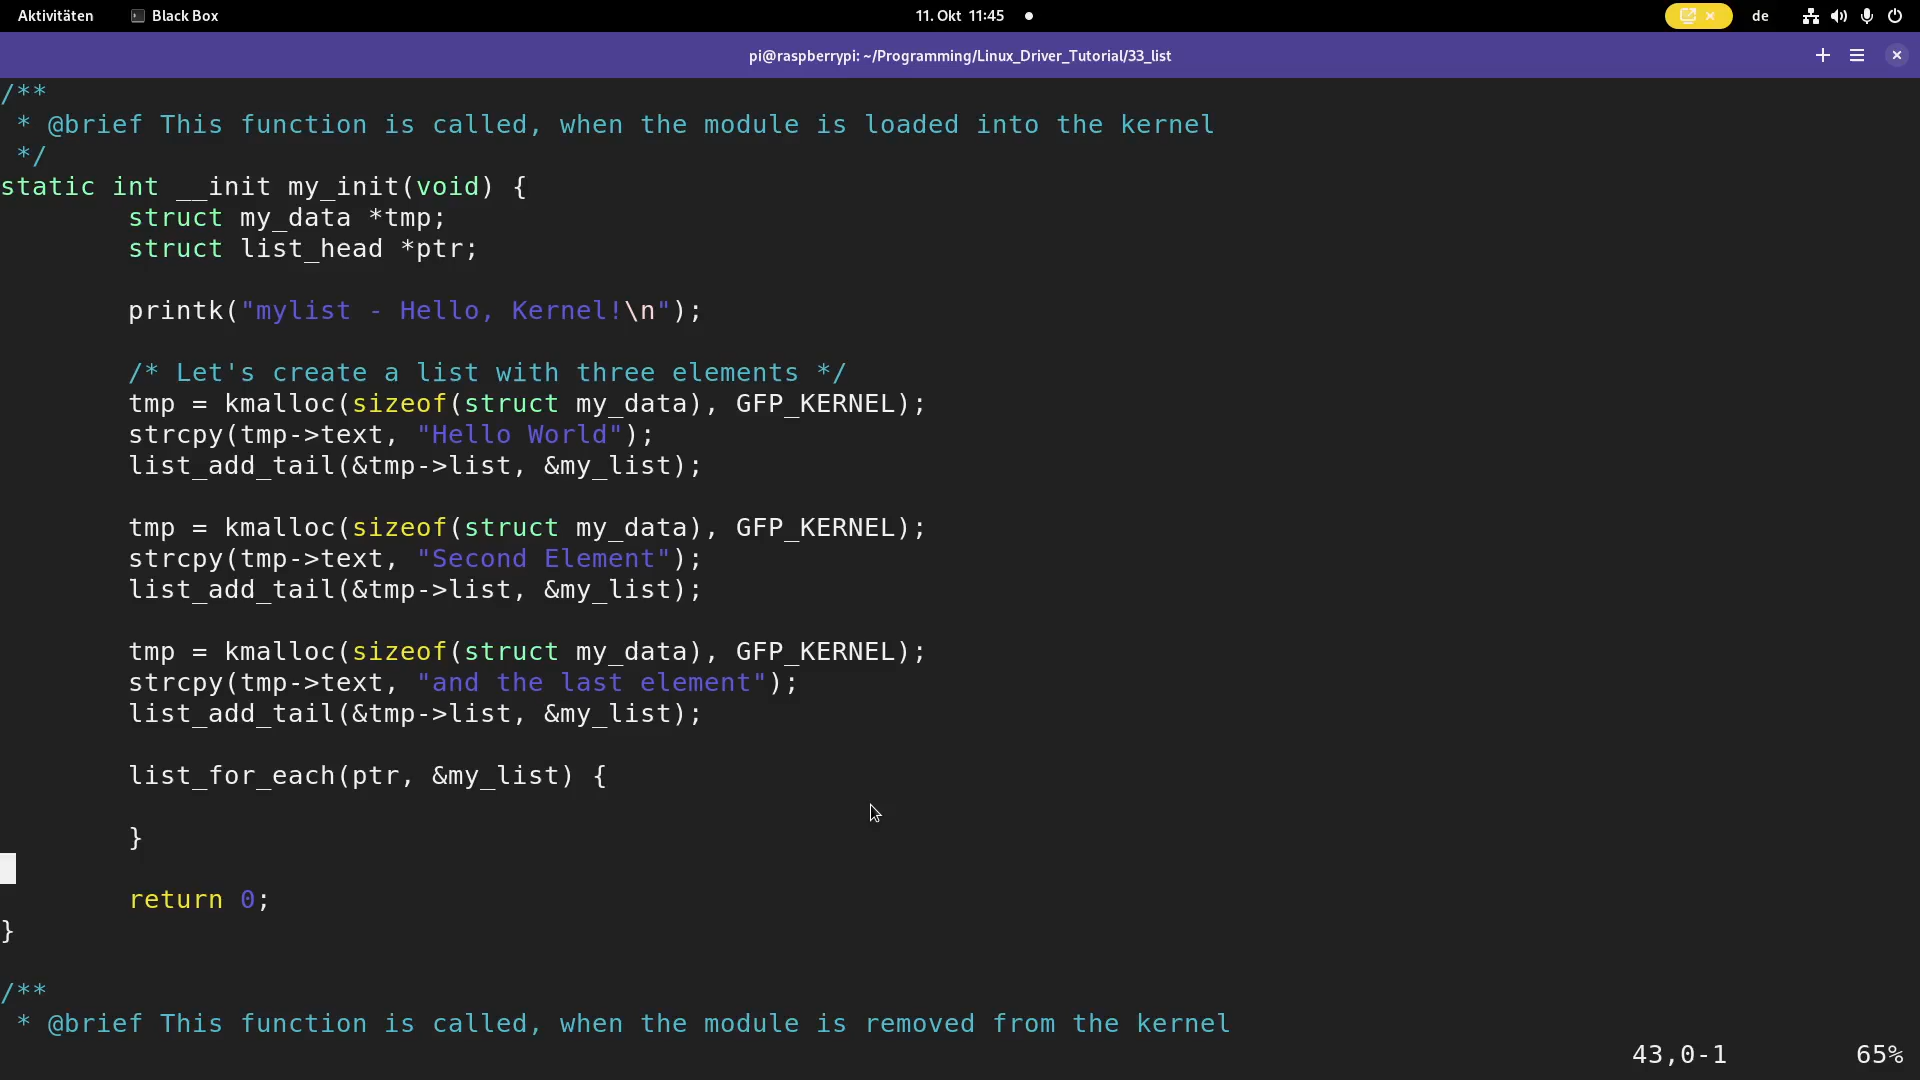 Aktivitäten Black Box 11. Okt 11:45 de
pi@raspberrypi: ~/Programming/Linux_Driver_Tutorial/33_list
/**
 * @brief This function is called, when the module is loaded into the kernel
 */
static int __init my_init(void) {
        struct my_data *tmp;
        struct list_head *ptr;

        printk("mylist - Hello, Kernel!\n");

        /* Let's create a list with three elements */
        tmp = kmalloc(sizeof(struct my_data), GFP_KERNEL);
        strcpy(tmp->text, "Hello World");
        list_add_tail(&tmp->list, &my_list);

        tmp = kmalloc(sizeof(struct my_data), GFP_KERNEL);
        strcpy(tmp->text, "Second Element");
        list_add_tail(&tmp->list, &my_list);

        tmp = kmalloc(sizeof(struct my_data), GFP_KERNEL);
        strcpy(tmp->text, "and the last element");
        list_add_tail(&tmp->list, &my_list);

        list_for_each(ptr, &my_list) {

        }

        return 0;
}

/**
 * @brief This function is called, when the module is removed from the kernel
43,0-1 65%